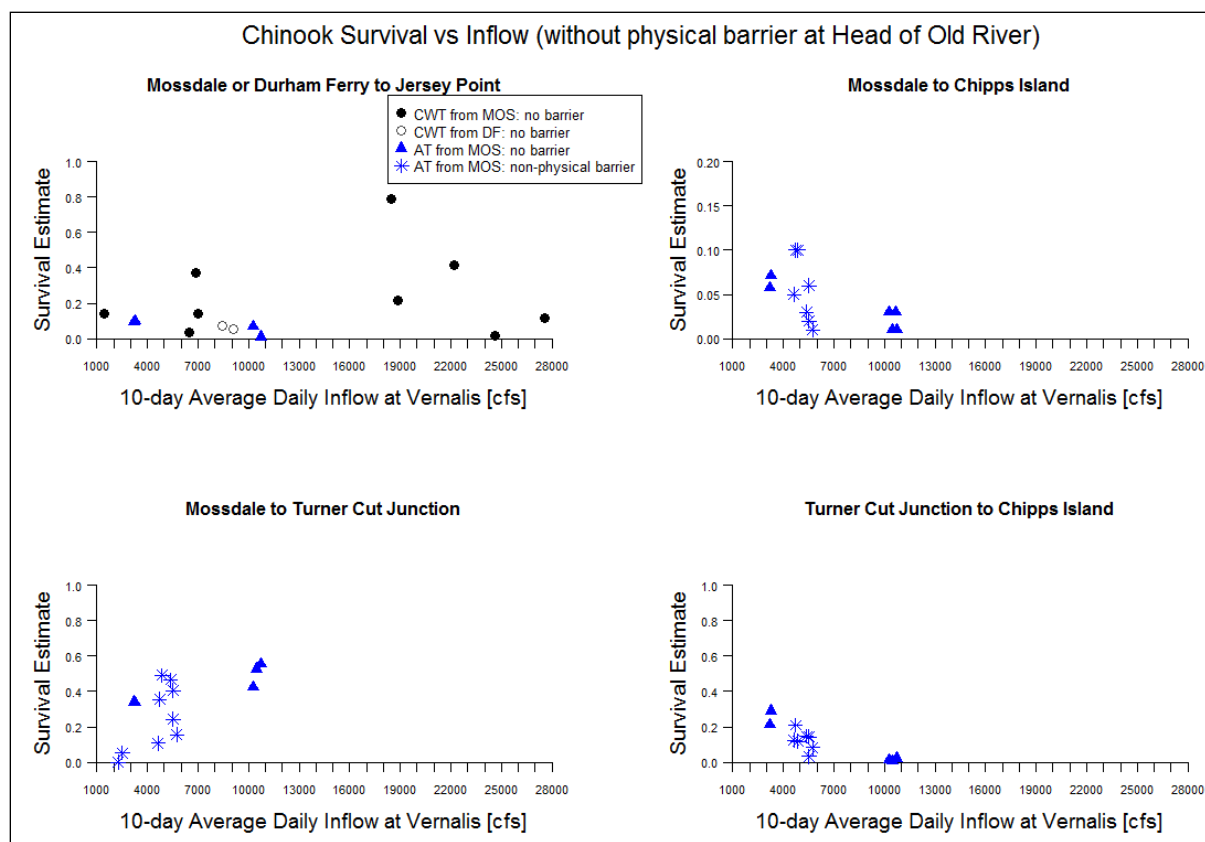 Chinook Survival vs Inflow (without physical barrier at Head of Old River)
Mossdale or Durham Ferry to Jersey Point
CWT from MOS: no barrier
CWT from DF: no barrier
AT from MOS: no barrier
AT from MOS: non-physical barrier
Survival Estimate
1.0
0.8
0.6
0.4
0.2
0.0
1000 4000 7000 10000 13000 16000 19000 22000 25000 28000
10-day Average Daily Inflow at Vernalis [cfs]
Mossdale to Chipps Island
Survival Estimate
0.20
0.15
0.10
0.05
0.00
1000 4000 7000 10000 13000 16000 19000 22000 25000 28000
10-day Average Daily Inflow at Vernalis [cfs]
Mossdale to Turner Cut Junction
Survival Estimate
1.0
0.8
0.6
0.4
0.2
0.0
1000 4000 7000 10000 13000 16000 19000 22000 25000 28000
10-day Average Daily Inflow at Vernalis [cfs]
Turner Cut Junction to Chipps Island
Survival Estimate
1.0
0.8
0.6
0.4
0.2
0.0
1000 4000 7000 10000 13000 16000 19000 22000 25000 28000
10-day Average Daily Inflow at Vernalis [cfs]